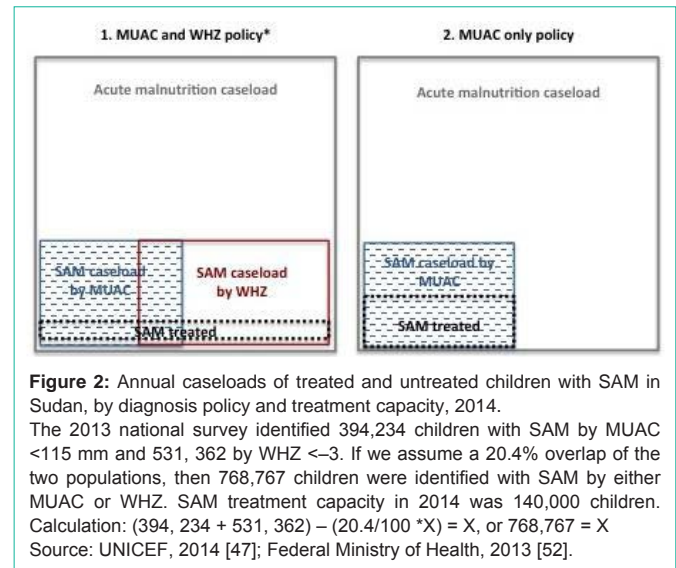 1. MUAC and WHZ policy*
2. MUAC only policy
Acute malnutrition caseload
Acute malnutrition caseload
SAM caseload
by MUAC
SAM caseload
by WHZ
SAM treated
SAM caseload by
MUAC
SAM treated
Figure 2: Annual caseloads of treated and untreated children with SAM in
Sudan, by diagnosis policy and treatment capacity, 2014.
The 2013 national survey identified 394,234 children with SAM by MUAC
<115 mm and 531, 362 by WHZ <–3. If we assume a 20.4% overlap of the
two populations, then 768,767 children were identified with SAM by either
MUAC or WHZ. SAM treatment capacity in 2014 was 140,000 children.
Calculation: (394, 234 + 531, 362) – (20.4/100 *X) = X, or 768,767 = X
Source: UNICEF, 2014 [47]; Federal Ministry of Health, 2013 [52].